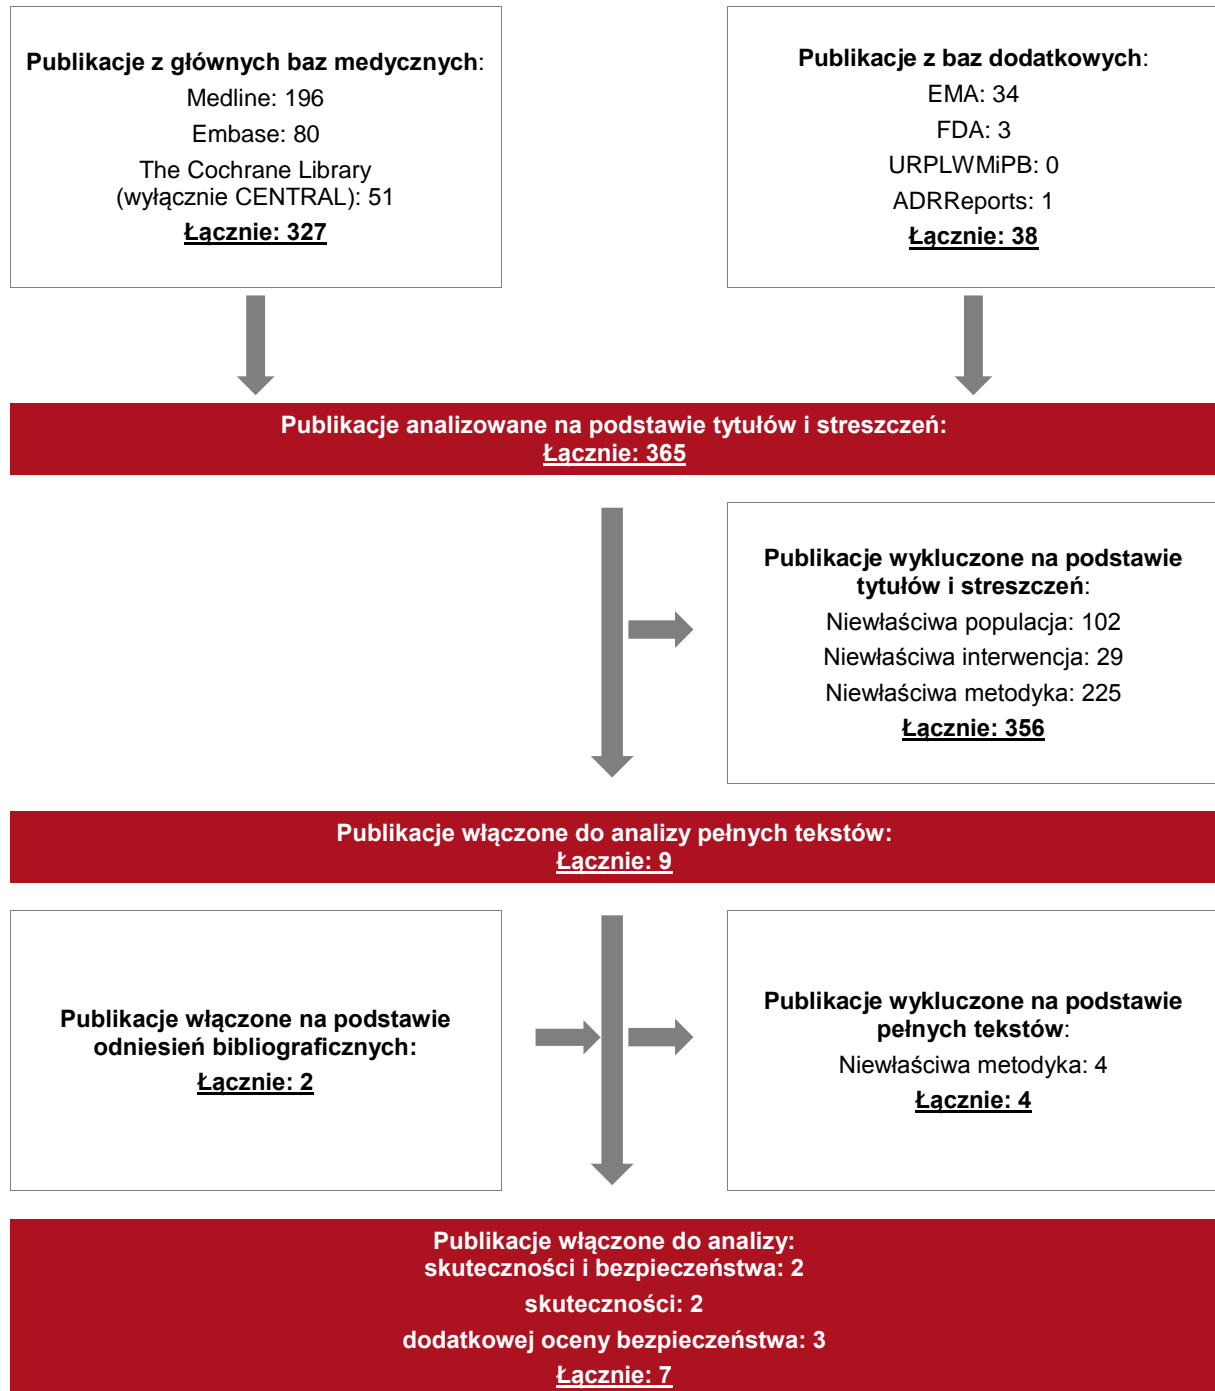 Publikacje z głównych baz medycznych:
Medline: 196
Embase: 80
The Cochrane Library
(wyłącznie CENTRAL): 51
Łącznie: 327
Publikacje z baz dodatkowych:
EMA: 34
FDA: 3
URPLWMiPB: 0
ADRReports: 1
Łącznie: 38
Publikacje analizowane na podstawie tytułów i streszczeń:
Łącznie: 365
Publikacje wykluczone na podstawie
tytułów i streszczeń:
Niewłaściwa populacja: 102
Niewłaściwa interwencja: 29
Niewłaściwa metodyka: 225
Łącznie: 356
Publikacje włączone do analizy pełnych tekstów:
Łącznie: 9
Publikacje włączone na podstawie
odniesień bibliograficznych:
Łącznie: 2
Publikacje wykluczone na podstawie
pełnych tekstów:
Niewłaściwa metodyka: 4
Łącznie: 4
Publikacje włączone do analizy:
skuteczności i bezpieczeństwa: 2
skuteczności: 2
dodatkowej oceny bezpieczeństwa: 3
Łącznie: 7